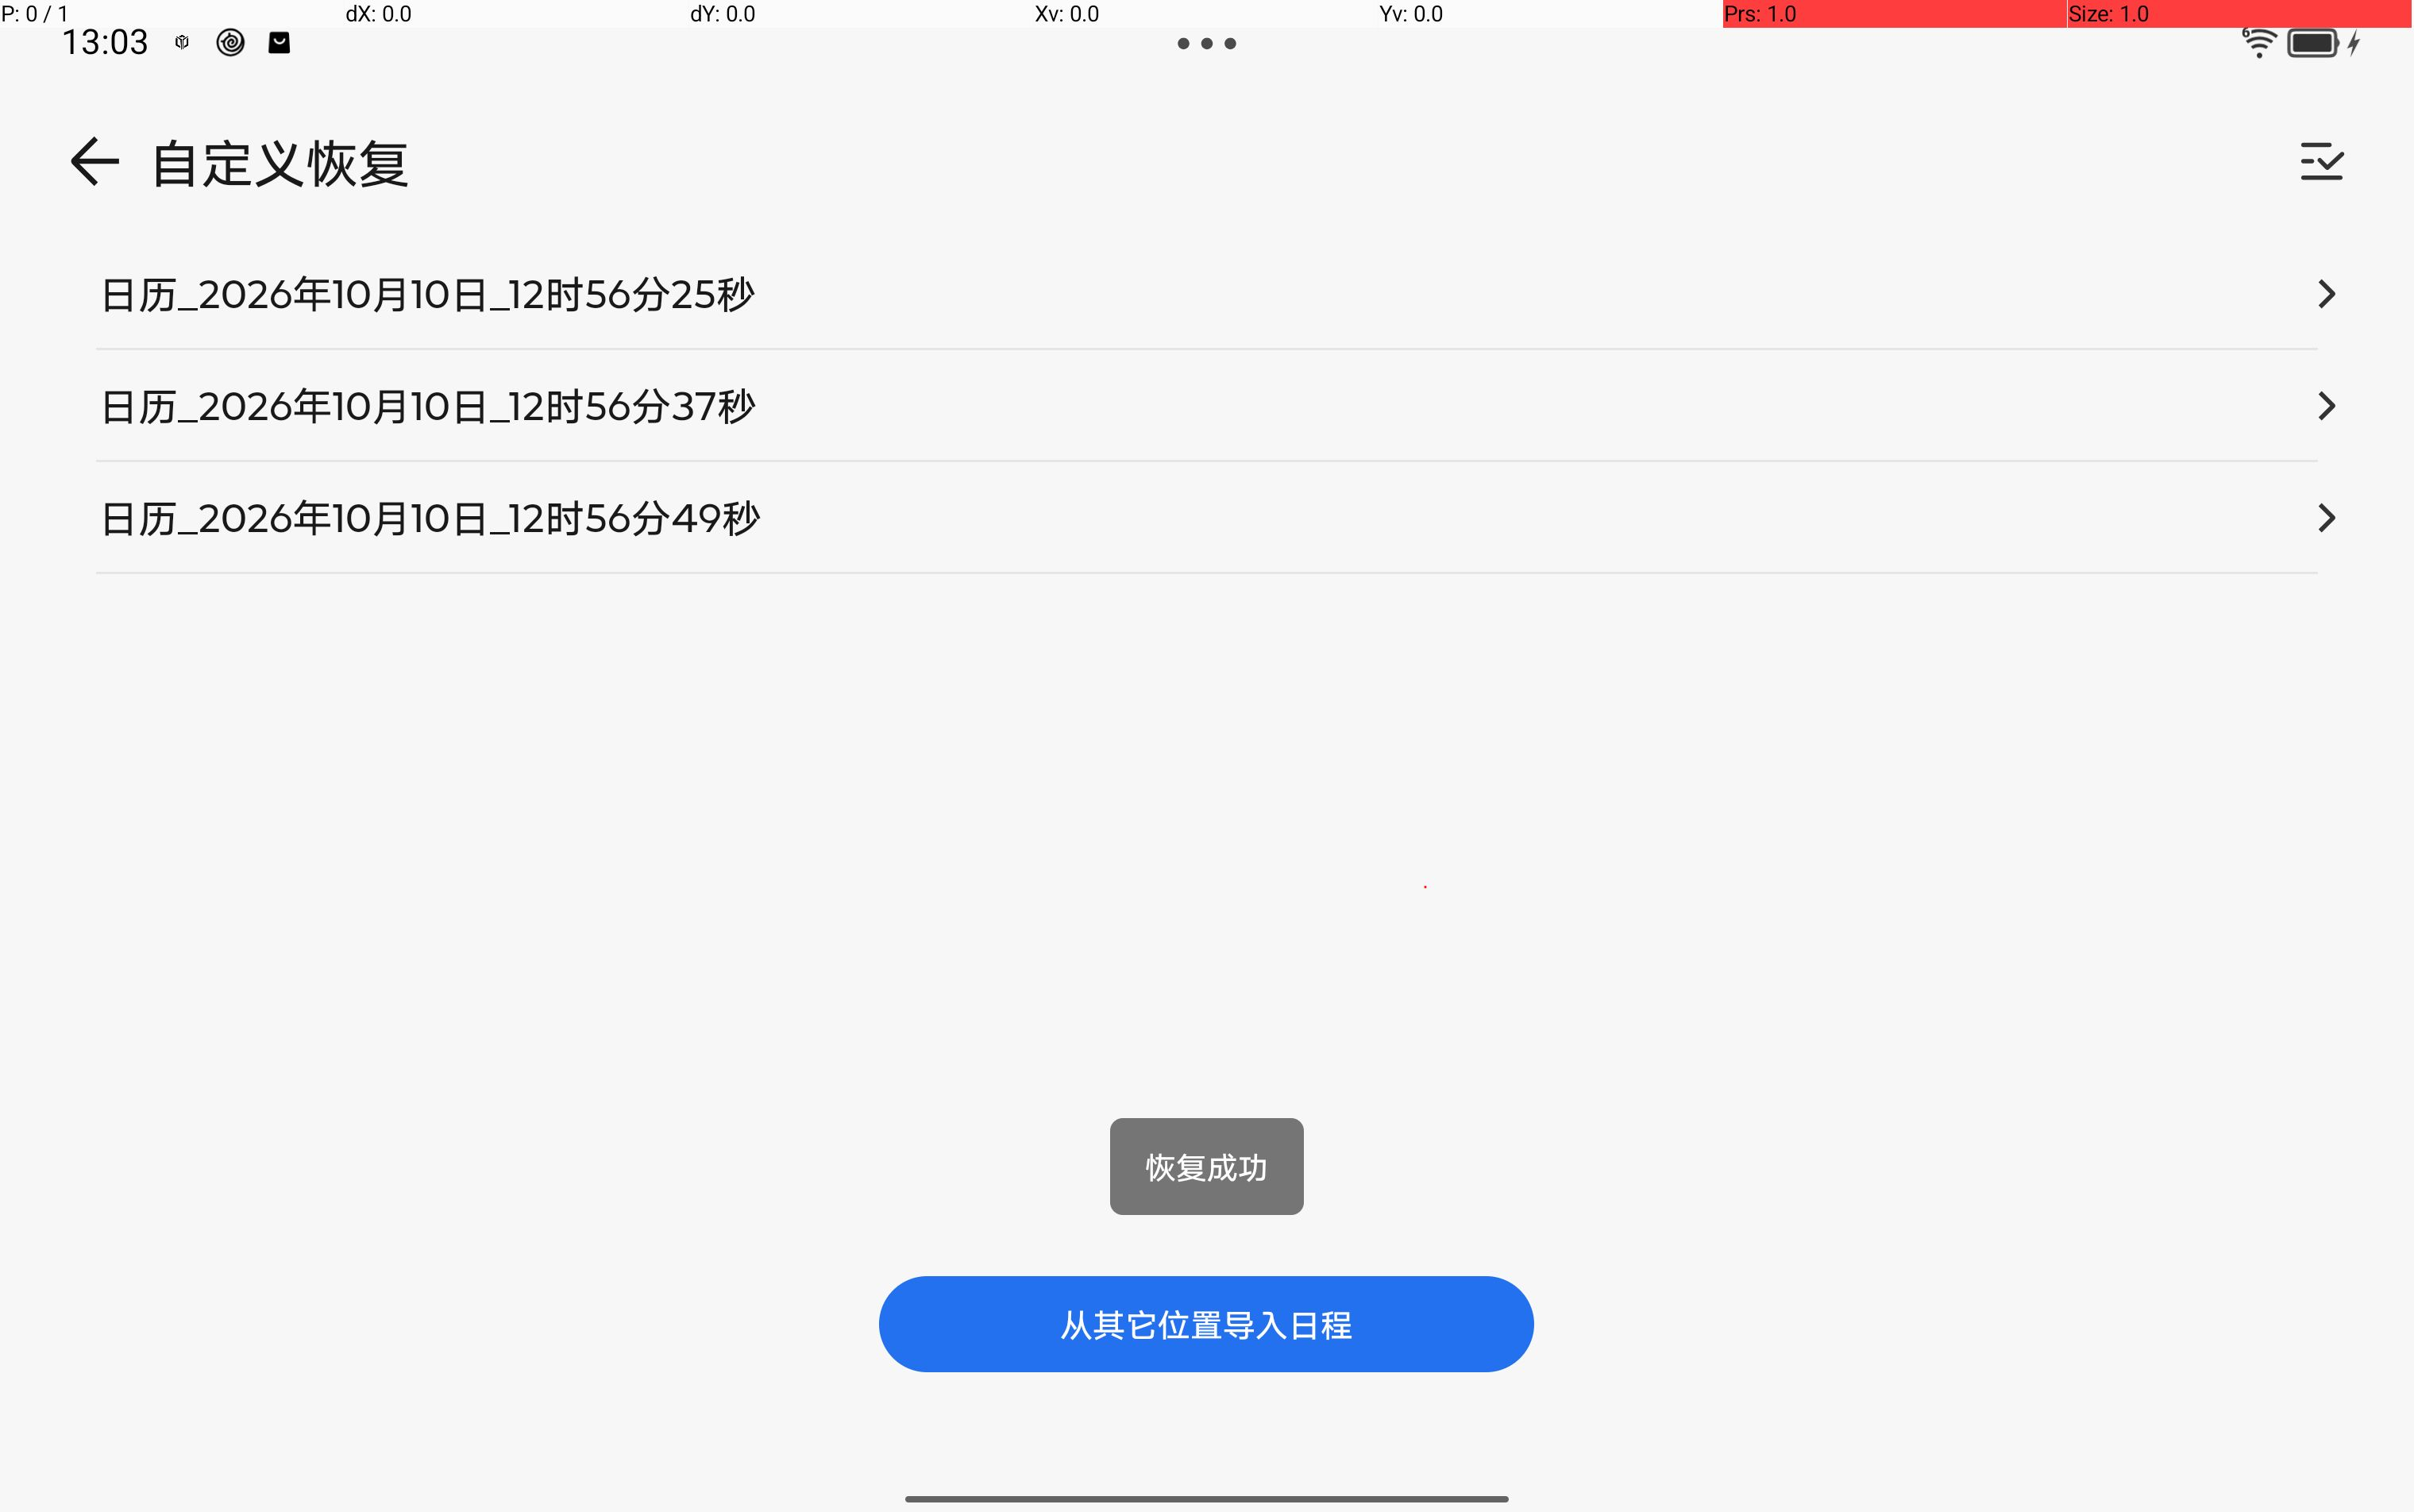 P: 0 / 1 dX: 0.0 dY: 0.0 Xv: 0.0 Yv: 0.0 Prs: 1.0 Size: 1.0
13:03 6
自定义恢复
日历_2026年10月10日_12时56分25秒
日历_2026年10月10日_12时56分37秒
日历_2026年10月10日_12时56分49秒
恢复成功
从其它位置导入日程